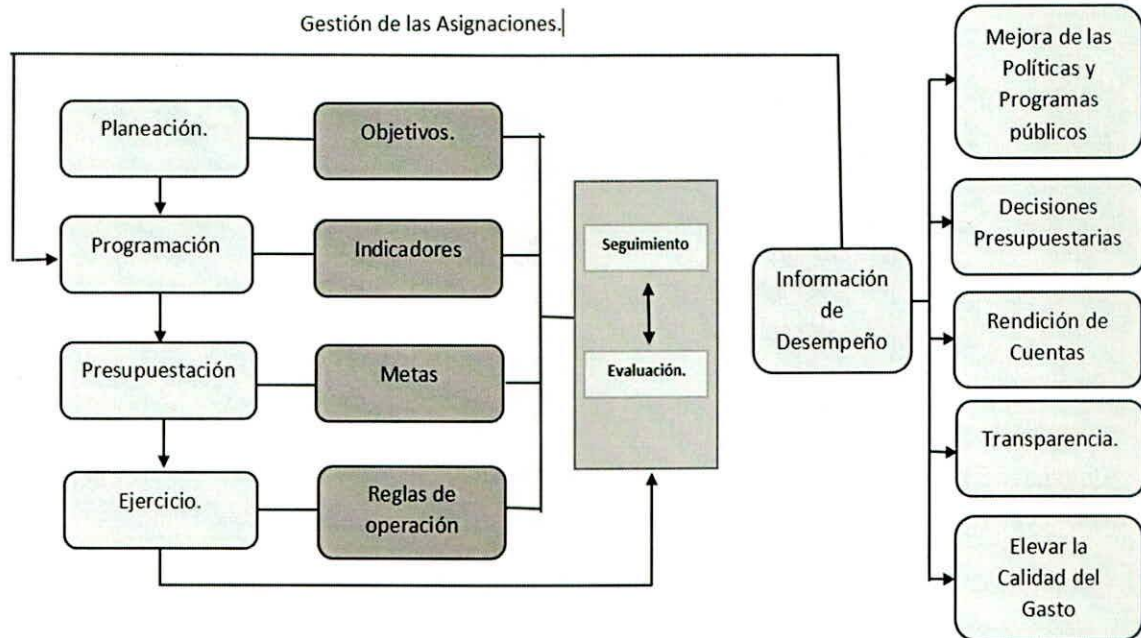 Gestión de las Asignaciones.
Planeación.
Objetivos.
Programación
Indicadores
Presupuestación
Metas
Ejercicio.
Reglas de
operación
Seguimiento
Evaluación.
Información
de
Desempeño
Mejora de las
Políticas y
Programas
públicos
Decisiones
Presupuestarias
Rendición de
Cuentas
Transparencia.
Elevar la
Calidad del
Gasto